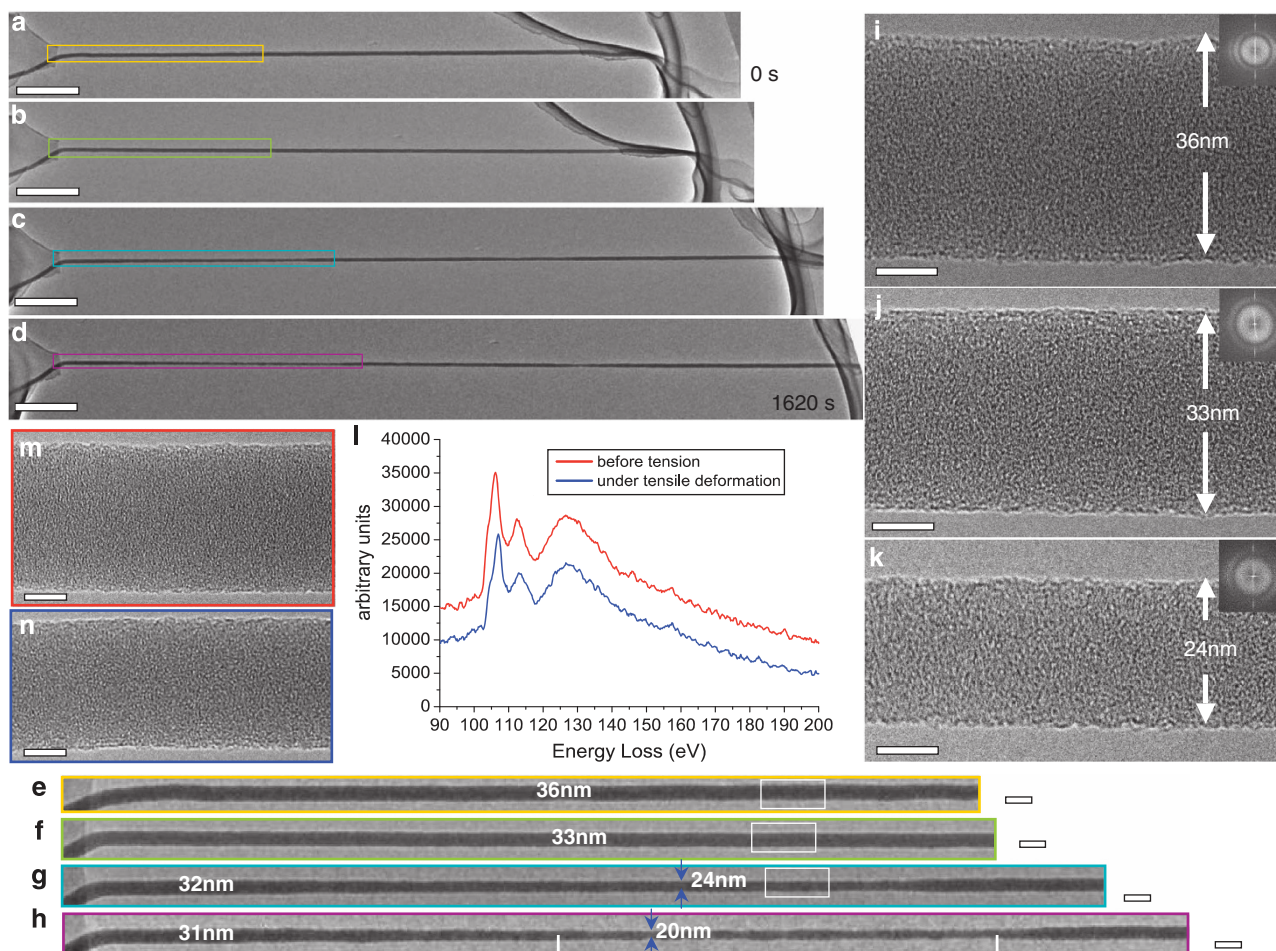 a
0 s
b
c
d
1620 s
i
36nm
j
33nm
k
24nm
m
n
l
before tension
under tensile deformation
40000
35000
30000
25000
20000
15000
10000
5000
0
arbitrary units
90 100 110 120 130 140 150 160 170 180 190 200
Energy Loss (eV)
e
36nm
f
33nm
g
32nm
24nm
h
31nm
20nm